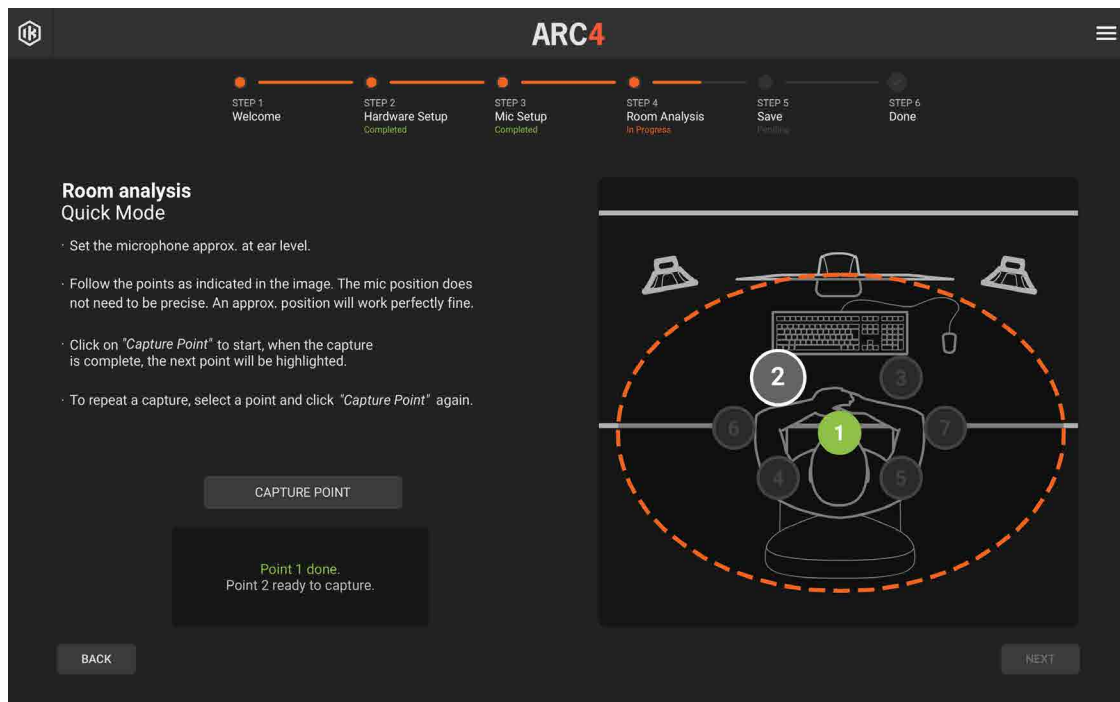 IK
ARC4
STEP 1
Welcome
STEP 2
Hardware Setup
Completed
STEP 3
Mic Setup
Completed
STEP 4
Room Analysis
In Progress
STEP 5
Save
Pending
STEP 6
Done
Room analysis
Quick Mode
· Set the microphone approx. at ear level.
· Follow the points as indicated in the image. The mic position does
not need to be precise. An approx. position will work perfectly fine.
· Click on "Capture Point" to start, when the capture
is complete, the next point will be highlighted.
· To repeat a capture, select a point and click "Capture Point" again.
CAPTURE POINT
Point 1 done.
Point 2 ready to capture.
2
3
6
1
7
4
5
BACK
NEXT